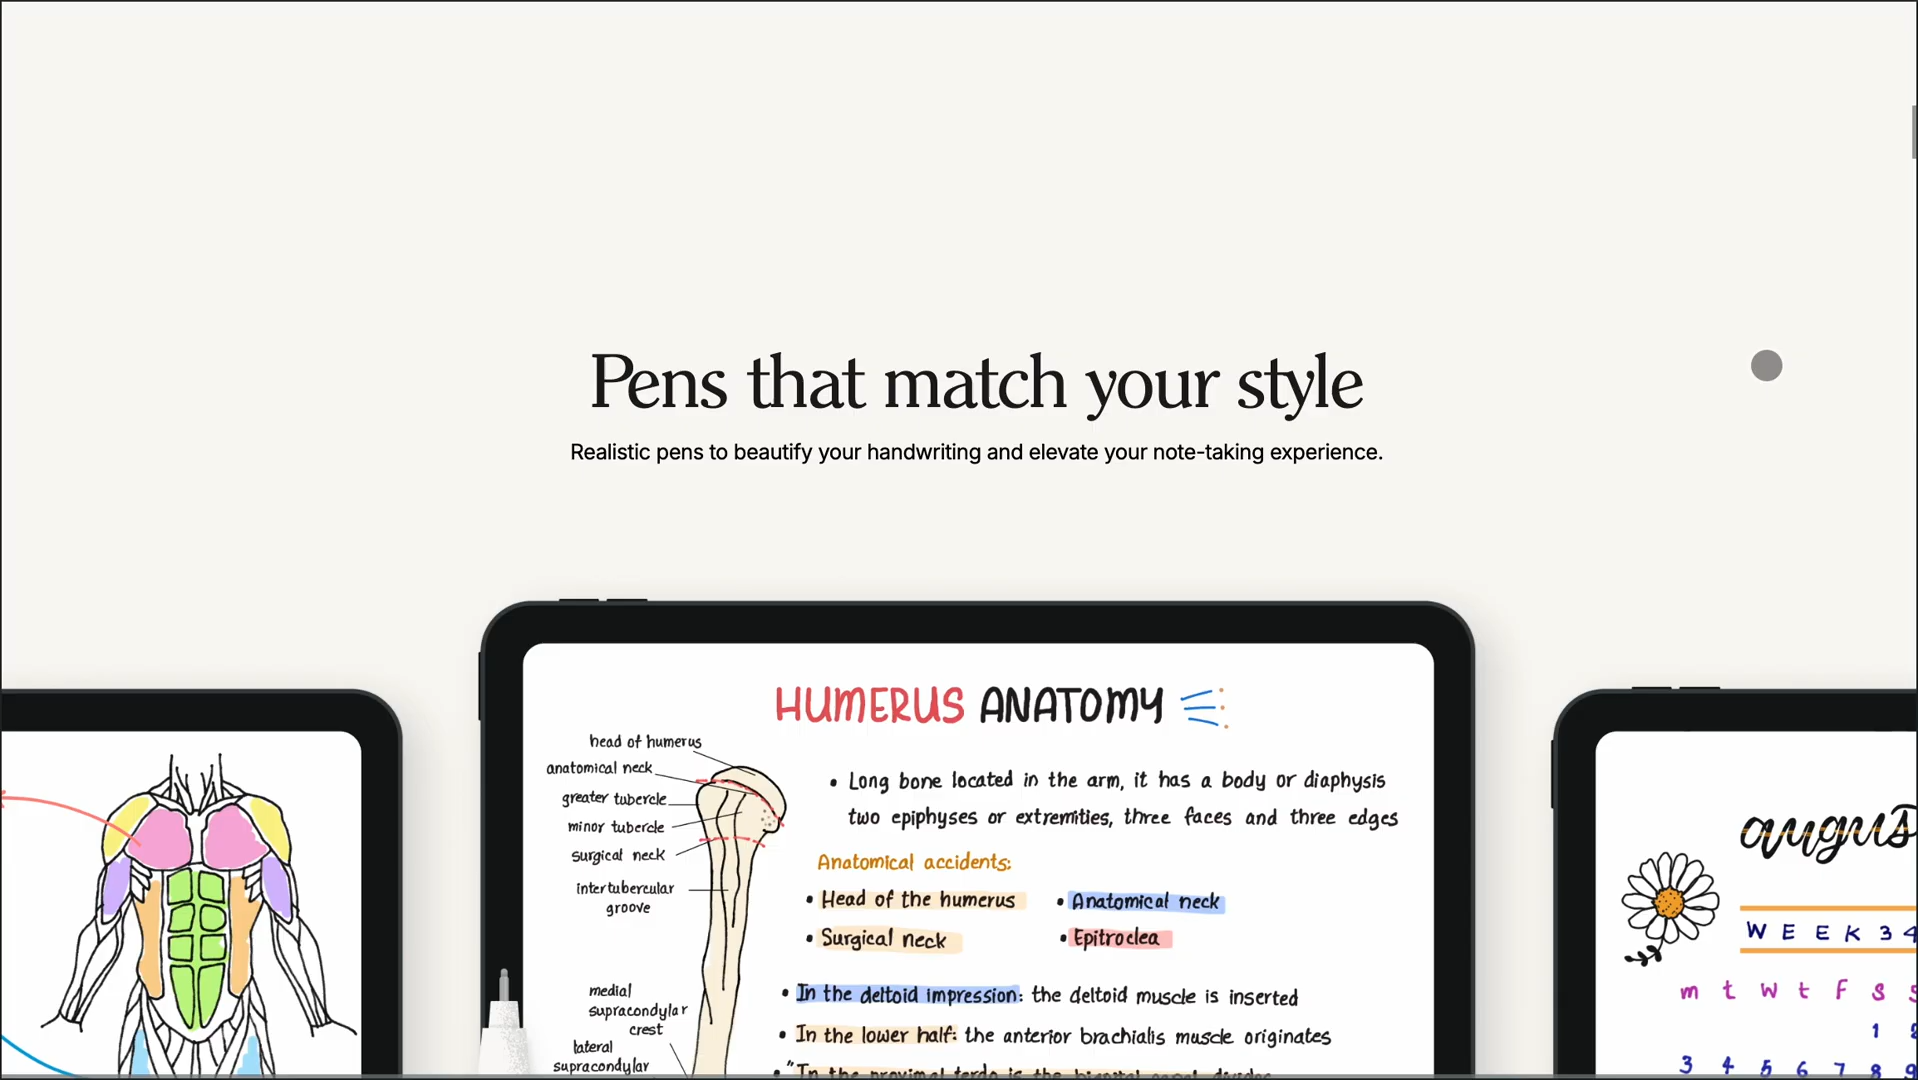 Pens that match your style
Realistic pens to beautify your handwriting and elevate your note-taking experience.
HUMERUS ANATOMY
head of humerus
anatomical neck
greater tubercle
minor tubercle
surgical neck
intertubercular
groove
medial
supracondylar
crest
lateral
supracondylar
• Long bone located in the arm, it has a body or diaphysis
two epiphyses or extremities, three faces and three edges
Anatomical accidents:
• Head of the humerus
• Anatomical neck
• Surgical neck
• Epitroclea
• In the deltoid impression: the deltoid muscle is inserted
• In the lower half: the anterior brachialis muscle originates
augus
WEEK 34
m t w t F S S
1 2
3 4 5 6 7 8 9